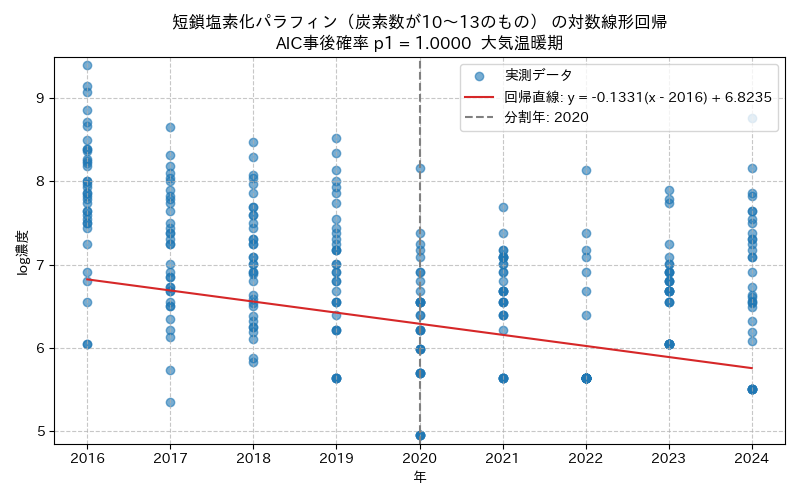 短鎖塩素化パラフィン（炭素数が10～13のもの） の対数線形回帰
AIC事後確率 p1 = 1.0000  大気温暖期
実測データ
回帰直線: y = -0.1331(x - 2016) + 6.8235
分割年: 2020
log濃度
9
8
7
6
5
2016 2017 2018 2019 2020 2021 2022 2023 2024
年